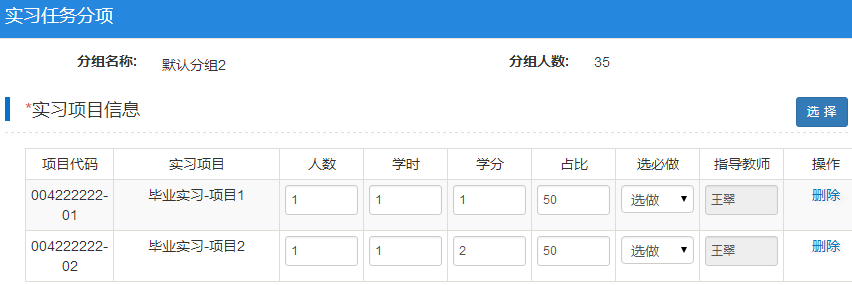 实习任务分项
分组名称: 默认分组2 分组人数: 35
*实习项目信息 选 择
项目代码 实习项目 人数 学时 学分 占比 选必做 指导教师 操作
004222222-01 毕业实习-项目1 1 1 1 50 选做 王翠 删除
004222222-02 毕业实习-项目2 1 1 2 50 选做 王翠 删除